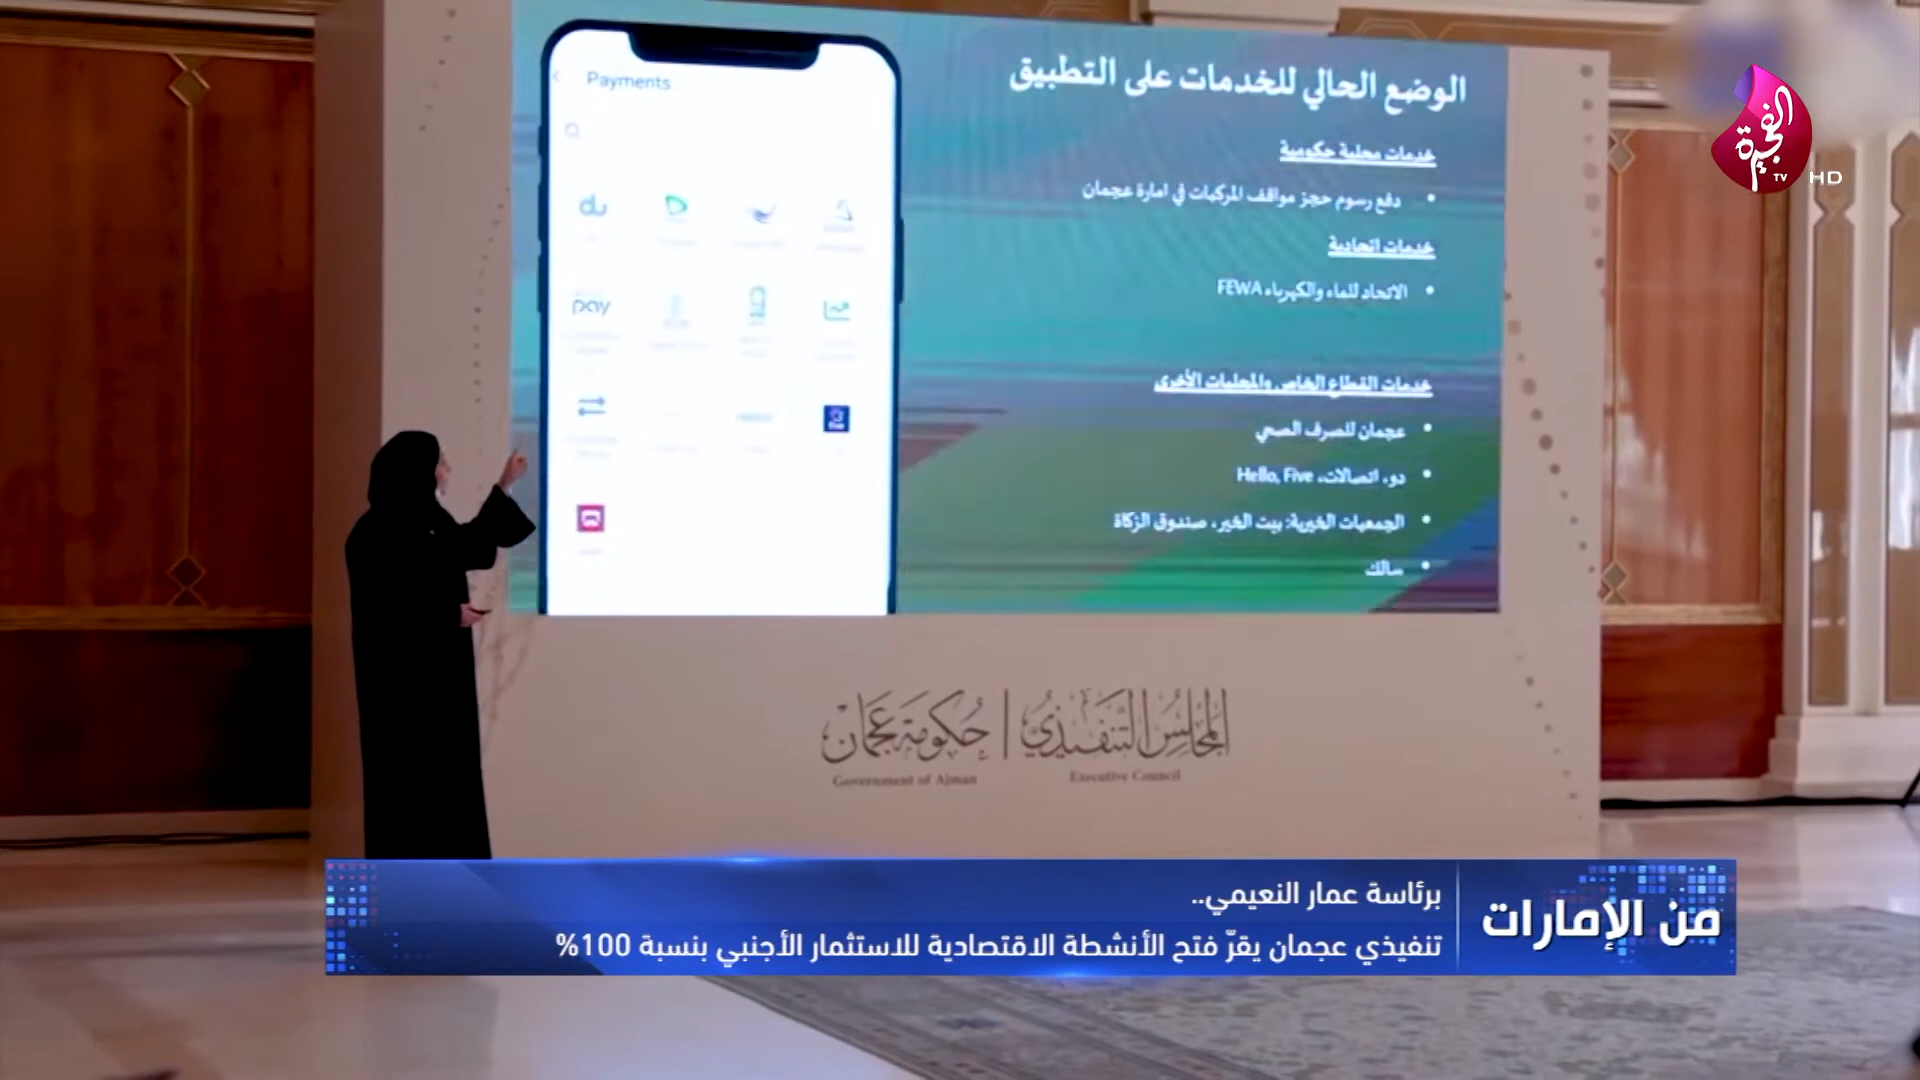 Payments
du
pay
five
الوضع الحالي للخدمات على التطبيق
خدمات محلية حكومية
• دفع رسوم حجز مواقف المركبات في امارة عجمان
خدمات اتحادية
• الاتحاد للماء والكهرباء FEWA
خدمات القطاع الخاص والمحليات الأخرى
• عجمان للصرف الصحي
• دو، اتصالات، Hello, Five
• الجمعيات الخيرية: بيت الخير، صندوق الزكاة
• سالك
الفجيرة
TV HD
المجلس التنفيذي | حكومة عجمان
Executive Council Government of Ajman
من الإمارات
برئاسة عمار النعيمي..
تنفيذي عجمان يقرّ فتح الأنشطة الاقتصادية للاستثمار الأجنبي بنسبة 100%